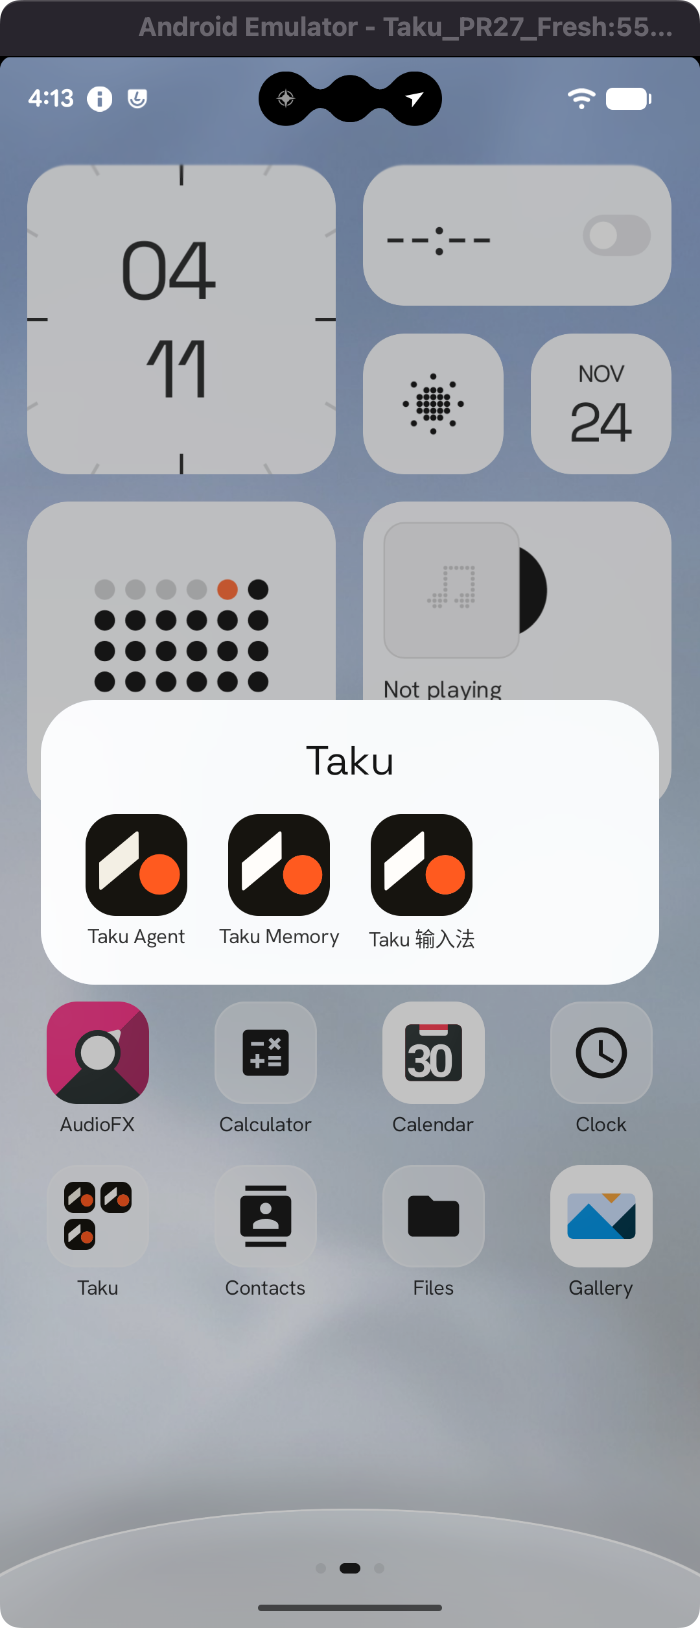 Android Emulator - Taku_PR27_Fresh:55...
4:13
04
11
--:--
NOV
24
Not playing
Taku
Taku Agent
Taku Memory
Taku 输入法
AudioFX
Calculator
30
Calendar
Clock
Taku
Contacts
Files
Gallery